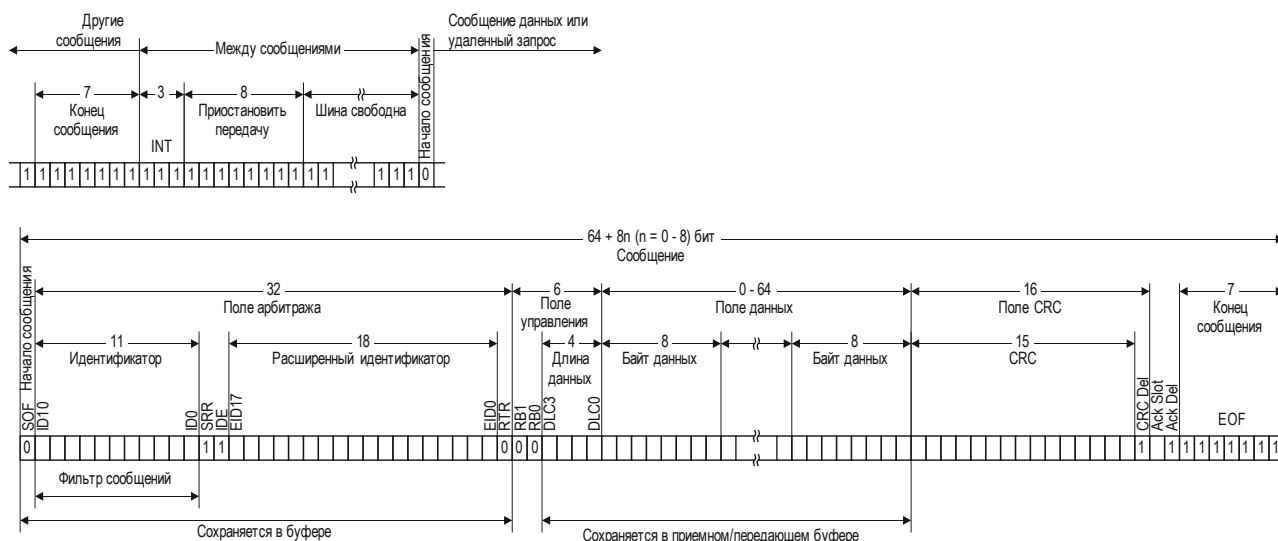 Другие
сообщения
Между сообщениями
Начало сообщения
Сообщение данных или
удаленный запрос
7
Конец
сообщения
3
INT
8
Приостановить
передачу
Шина свободна
1 1 1 1 1 1 1 1 1 1 1 1 1 1 1 1 1 1 1 1 1 1 1 1 0
64 + 8n (n = 0 - 8) бит
Сообщение
Начало сообщения
32
Поле арбитража
6
Поле
управления
0 - 64
Поле данных
16
Поле CRC
7
Конец
сообщения
11
Идентификатор
18
Расширенный идентификатор
4
Длина
данных
8
Байт данных
8
Байт данных
15
CRC
SOF
ID10
ID0
SRR
IDE
EID17
EID0
RTR
RB1
RB0
DLC3
DLC0
CRC Del
Ack Slot
Ack Del
EOF
0 1 1 0 0 0 1 1 1 1 1 1 1 1 1
Фильтр сообщений
Сохраняется в буфере
Сохраняется в приемном/передающем буфере